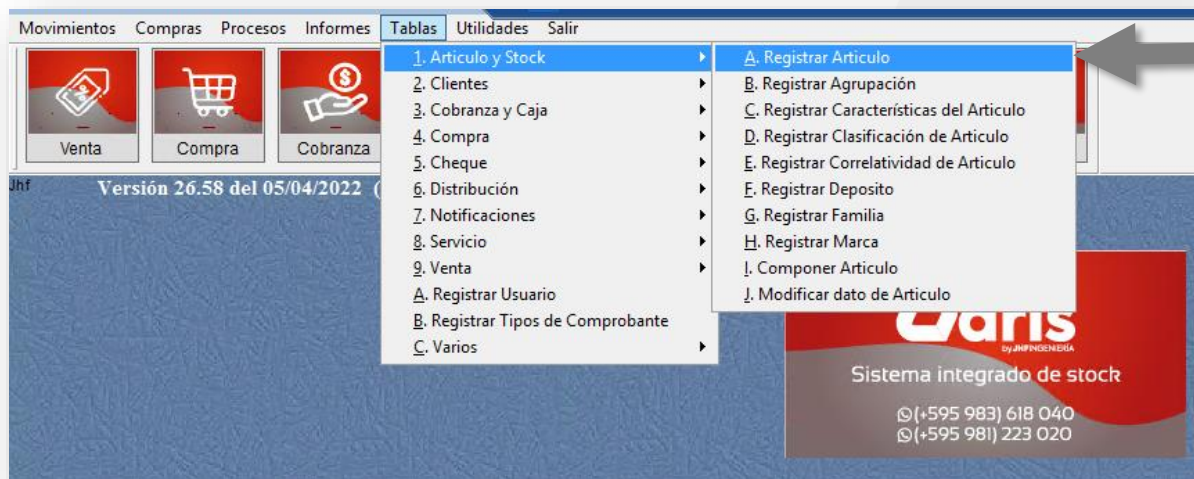 Movimientos Compras Procesos Informes Tablas Utilidades Salir
1. Articulo y Stock
2. Clientes
3. Cobranza y Caja
4. Compra
5. Cheque
6. Distribución
7. Notificaciones
8. Servicio
9. Venta
A. Registrar Usuario
B. Registrar Tipos de Comprobante
C. Varios
A. Registrar Articulo
B. Registrar Agrupación
C. Registrar Características del Articulo
D. Registrar Clasificación de Articulo
E. Registrar Correlatividad de Articulo
F. Registrar Deposito
G. Registrar Familia
H. Registrar Marca
I. Componer Articulo
J. Modificar dato de Articulo
Venta Compra Cobranza
Jhf Versión 26.58 del 05/04/2022 (
by JHF INGENIERÍA
Sistema integrado de stock
(+595 983) 618 040
(+595 981) 223 020